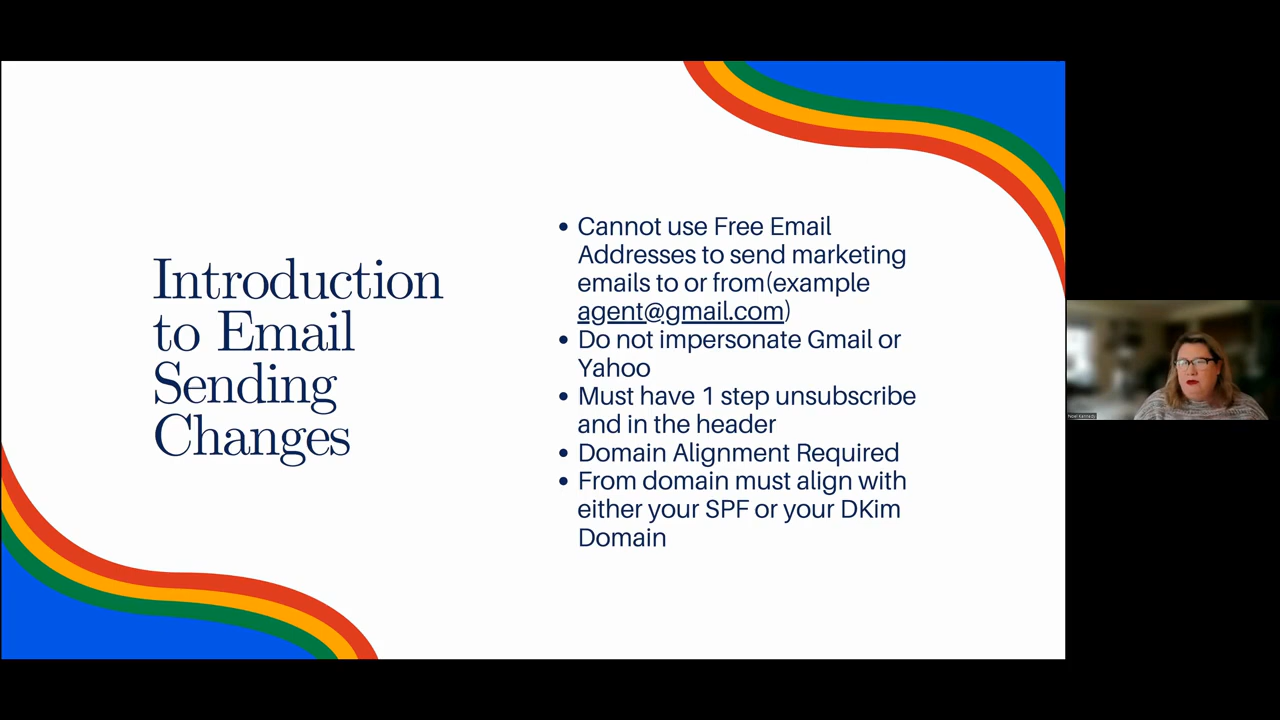 Introduction
to Email
Sending
Changes
• Cannot use Free Email
Addresses to send marketing
emails to or from(example
agent@gmail.com)
• Do not impersonate Gmail or
Yahoo
• Must have 1 step unsubscribe
and in the header
• Domain Alignment Required
• From domain must align with
either your SPF or your DKim
Domain
Noel Kennedy